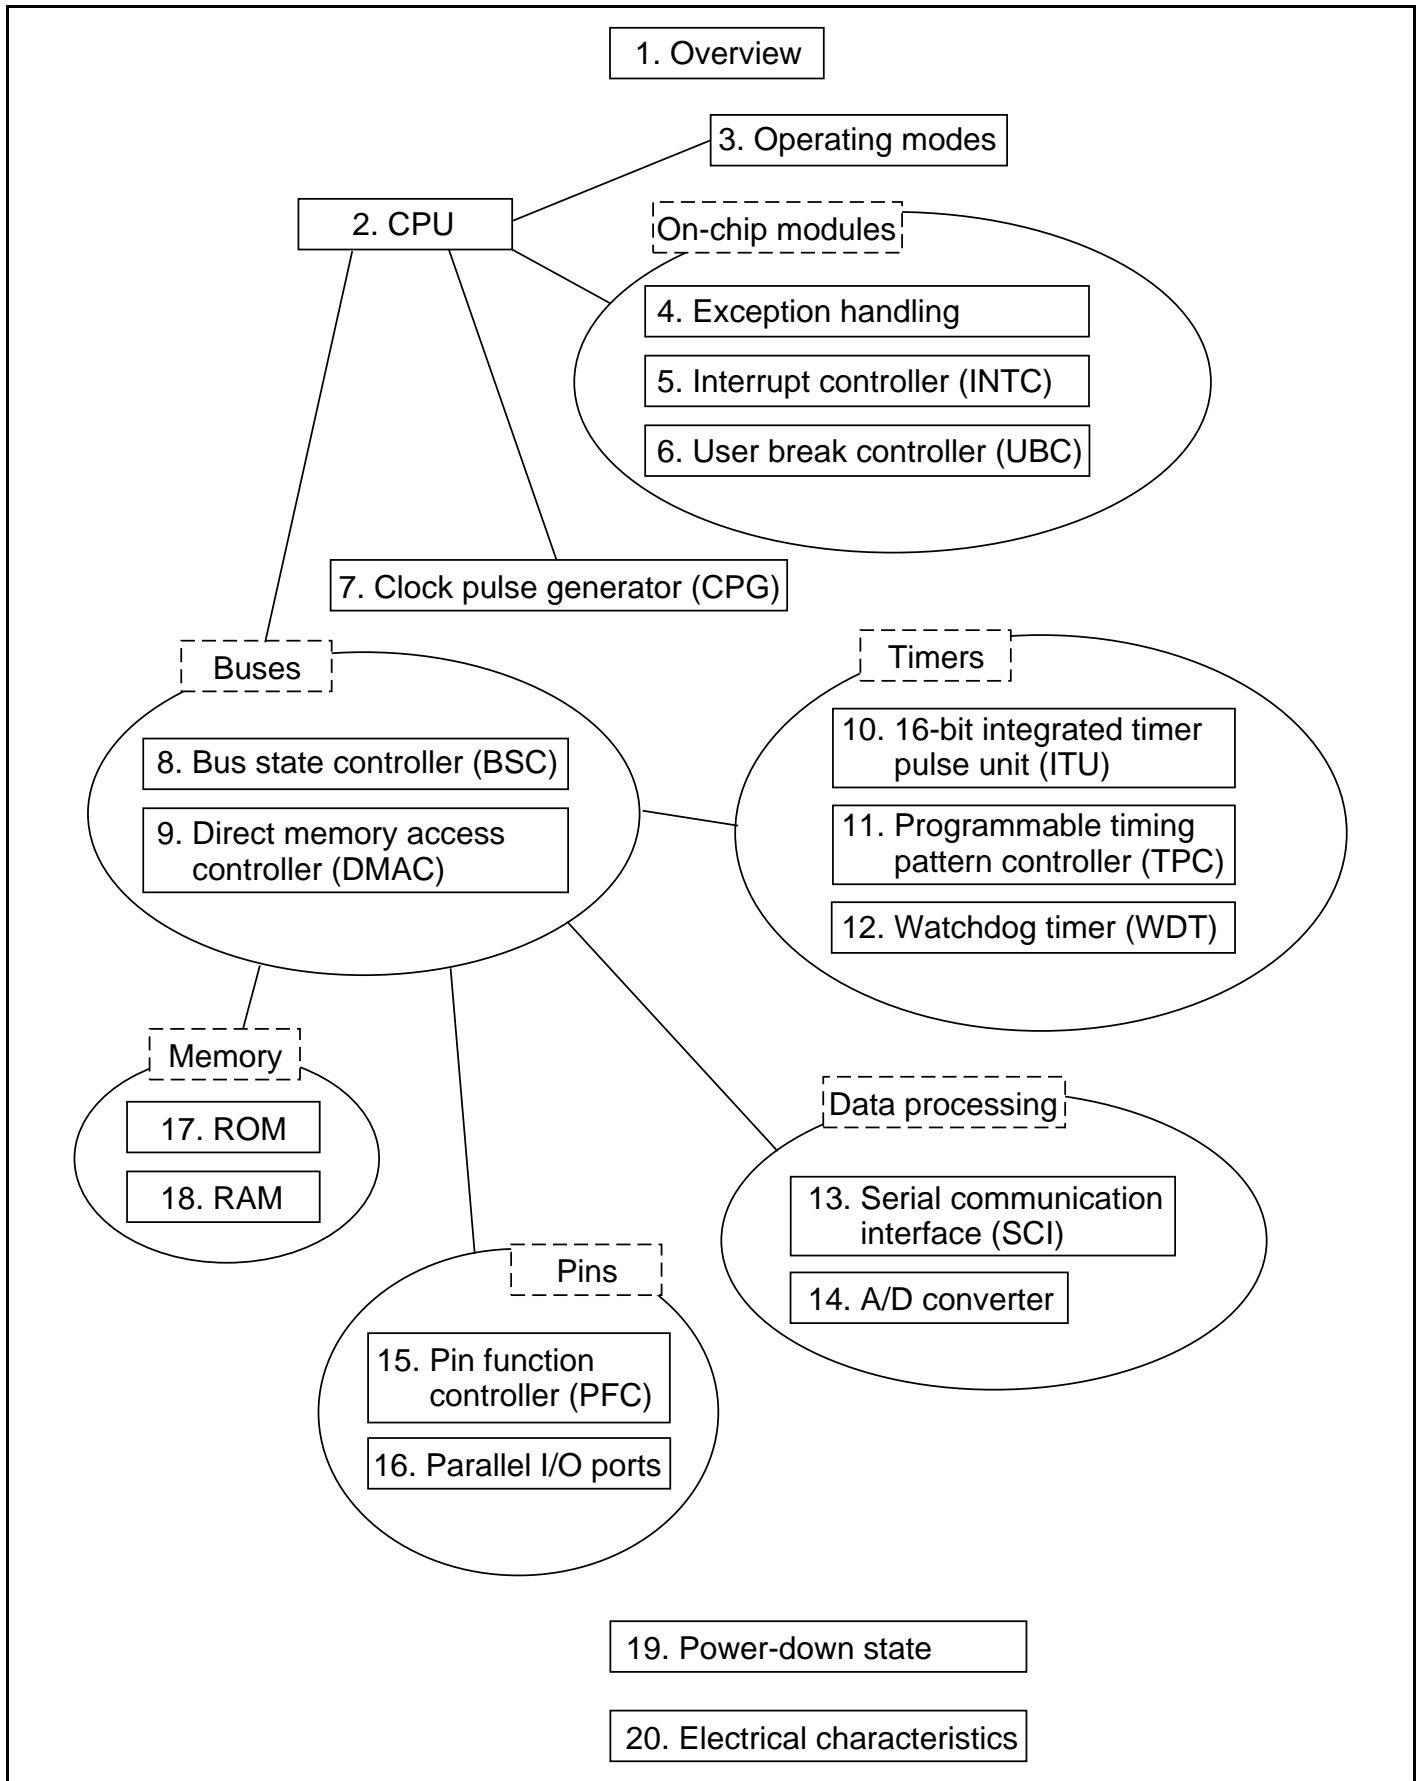 1. Overview
3. Operating modes
2. CPU
On-chip modules
4. Exception handling
5. Interrupt controller (INTC)
6. User break controller (UBC)
7. Clock pulse generator (CPG)
Buses
8. Bus state controller (BSC)
9. Direct memory access
controller (DMAC)
Timers
10. 16-bit integrated timer
pulse unit (ITU)
11. Programmable timing
pattern controller (TPC)
12. Watchdog timer (WDT)
Memory
17. ROM
18. RAM
Data processing
13. Serial communication
interface (SCI)
14. A/D converter
Pins
15. Pin function
controller (PFC)
16. Parallel I/O ports
19. Power-down state
20. Electrical characteristics